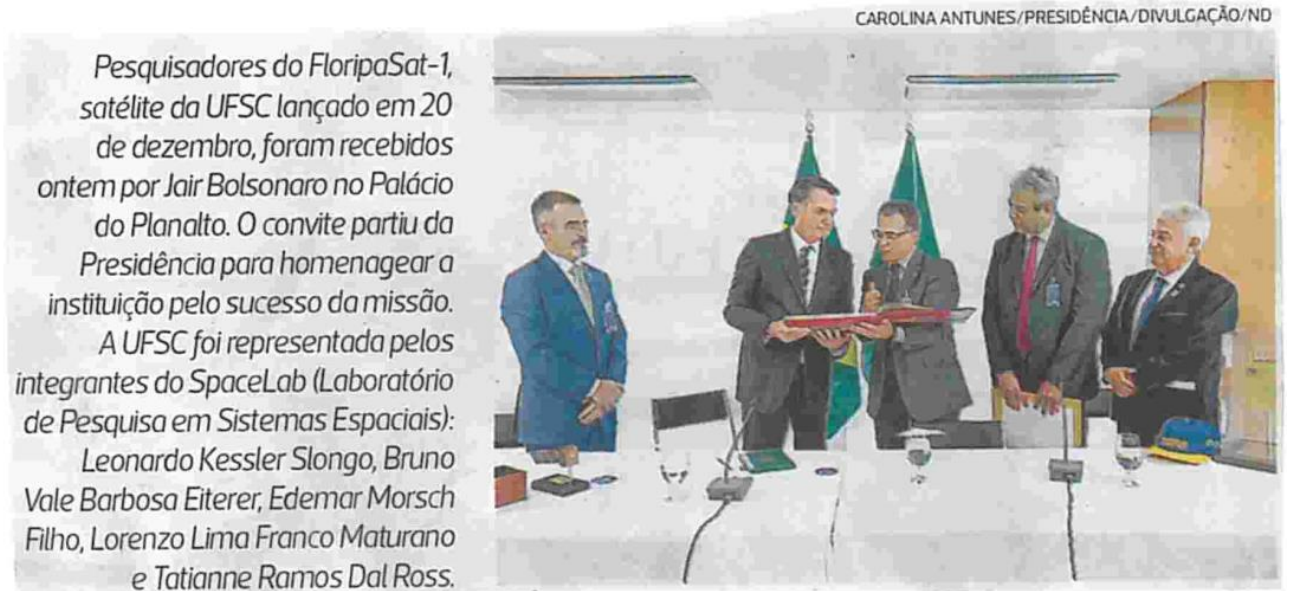 CAROLINA ANTUNES/PRESIDÊNCIA/DIVULGAÇÃO/ND
Pesquisadores do FloripaSat-1,
satélite da UFSC lançado em 20
de dezembro, foram recebidos
ontem por Jair Bolsonaro no Palácio
do Planalto. O convite partiu da
Presidência para homenagear a
instituição pelo sucesso da missão.
A UFSC foi representada pelos
integrantes do SpaceLab (Laboratório
de Pesquisa em Sistemas Espaciais):
Leonardo Kessler Slongo, Bruno
Vale Barbosa Eiterer, Edemar Morsch
Filho, Lorenzo Lima Franco Maturano
e Tatianne Ramos Dal Ross.